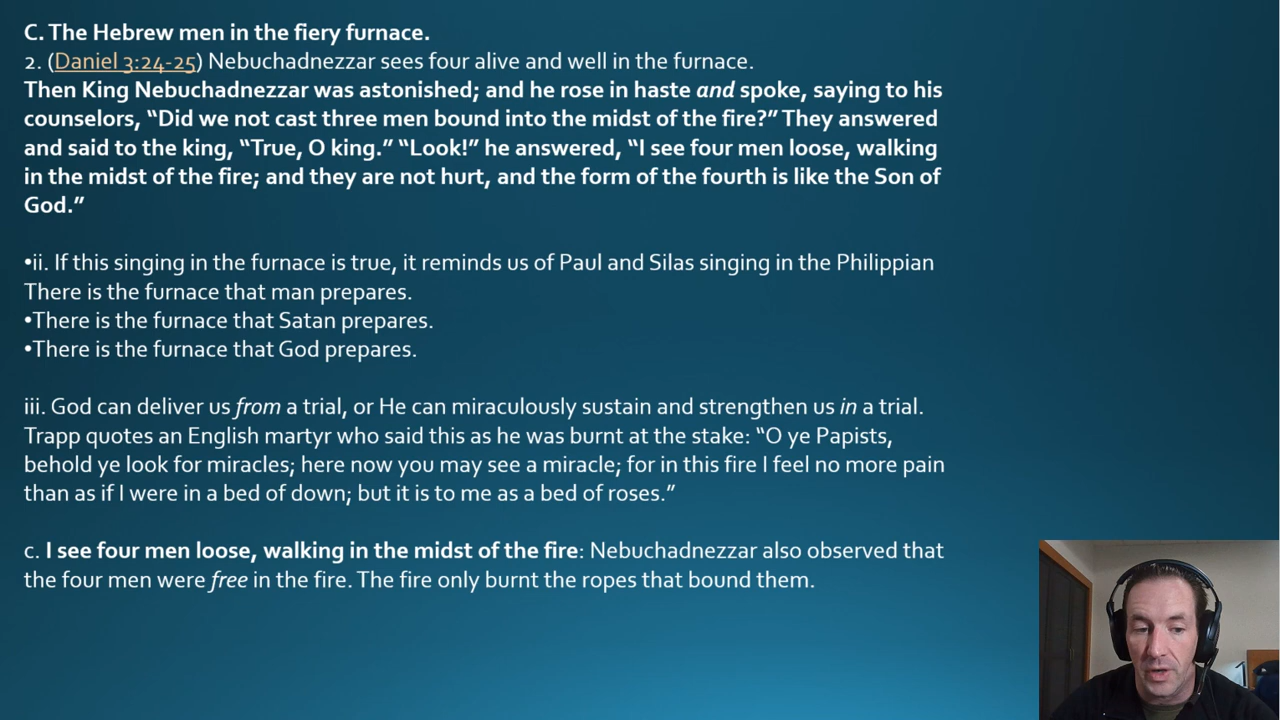 C. The Hebrew men in the fiery furnace.
2. (Daniel 3:24-25) Nebuchadnezzar sees four alive and well in the furnace.
Then King Nebuchadnezzar was astonished; and he rose in haste and spoke, saying to his
counselors, “Did we not cast three men bound into the midst of the fire?” They answered
and said to the king, “True, O king.” “Look!” he answered, “I see four men loose, walking
in the midst of the fire; and they are not hurt, and the form of the fourth is like the Son of
God.”
•ii. If this singing in the furnace is true, it reminds us of Paul and Silas singing in the Philippian
There is the furnace that man prepares.
•There is the furnace that Satan prepares.
•There is the furnace that God prepares.
iii. God can deliver us from a trial, or He can miraculously sustain and strengthen us in a trial.
Trapp quotes an English martyr who said this as he was burnt at the stake: “O ye Papists,
behold ye look for miracles; here now you may see a miracle; for in this fire I feel no more pain
than as if I were in a bed of down; but it is to me as a bed of roses.”
c. I see four men loose, walking in the midst of the fire: Nebuchadnezzar also observed that
the four men were free in the fire. The fire only burnt the ropes that bound them.